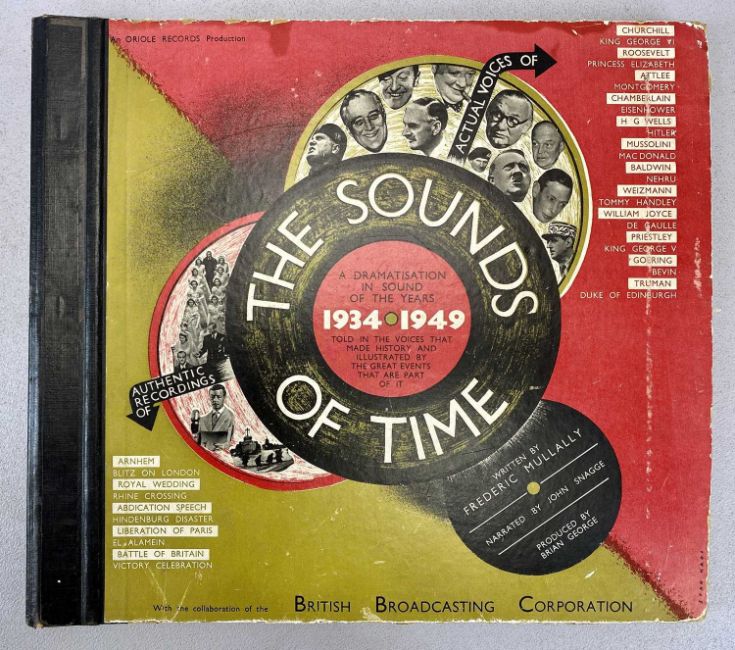 An ORIOLE RECORDS Production
ACTUAL VOICES OF
CHURCHILL
KING GEORGE VI
ROOSEVELT
PRINCESS ELIZABETH
ATTLEE
MONTGOMERY
CHAMBERLAIN
EISENHOWER
H G WELLS
HITLER
MUSSOLINI
MAC DONALD
BALDWIN
NEHRU
WEIZMANN
TOMMY HANDLEY
WILLIAM JOYCE
DE GAULLE
PRIESTLEY
KING GEORGE V
GOERING
BEVIN
TRUMAN
DUKE OF EDINBURGH
THE SOUNDS
OF TIME
A DRAMATISATION
IN SOUND
OF THE YEARS
1934 • 1949
TOLD IN THE VOICES THAT
MADE HISTORY AND
ILLUSTRATED BY
THE GREAT EVENTS
THAT ARE PART
OF IT
AUTHENTIC
RECORDINGS
OF
ARNHEM
BLITZ ON LONDON
ROYAL WEDDING
RHINE CROSSING
ABDICATION SPEECH
HINDENBURG DISASTER
LIBERATION OF PARIS
EL ALAMEIN
BATTLE OF BRITAIN
VICTORY CELEBRATION
WRITTEN BY
FREDERIC MULLALLY
NARRATED BY JOHN SNAGGE
PRODUCED BY
BRIAN GEORGE
With the collaboration of the BRITISH BROADCASTING CORPORATION